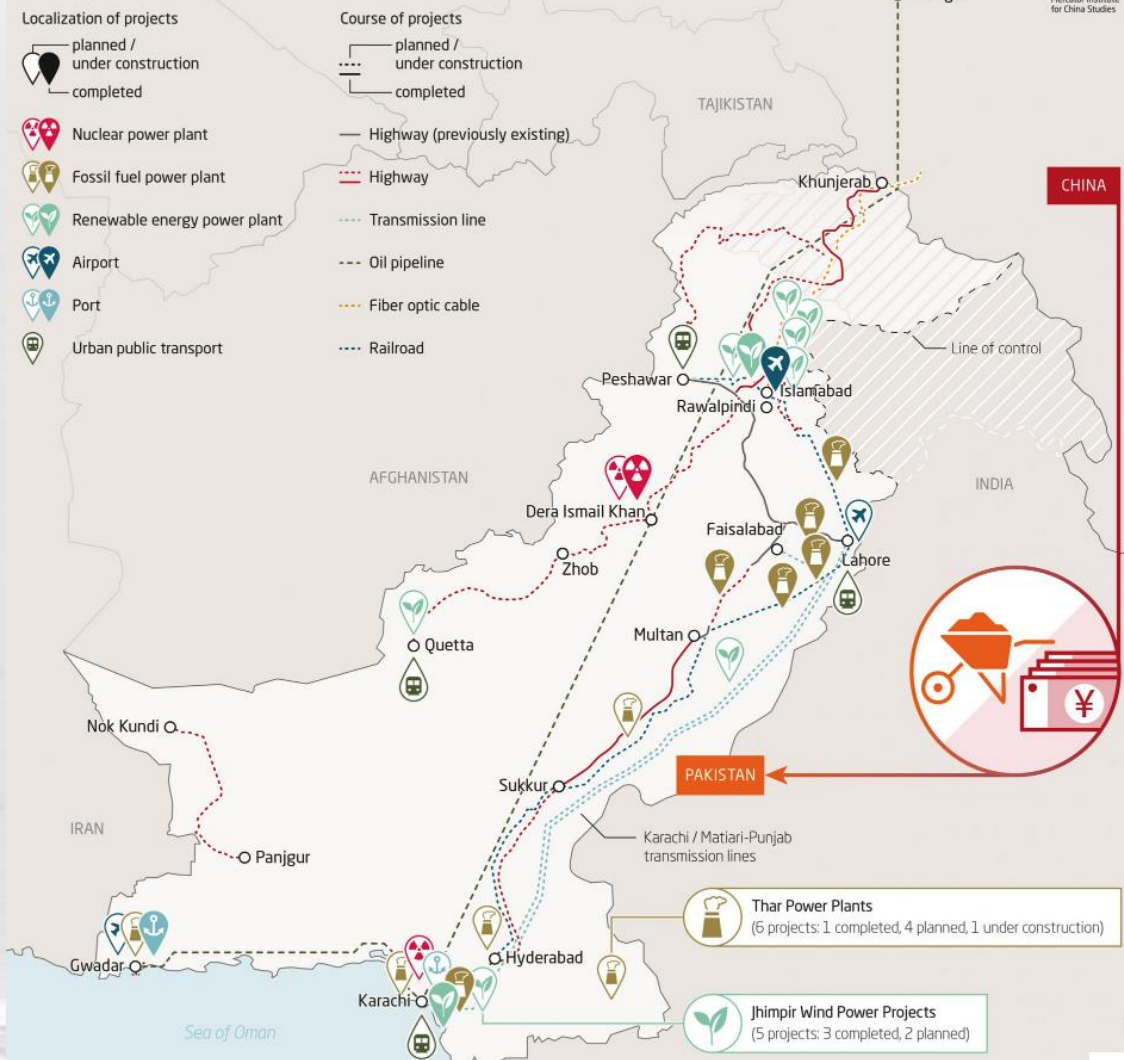 Localization of projects
planned /
under construction
completed
Nuclear power plant
Fossil fuel power plant
Renewable energy power plant
Airport
Port
Urban public transport
Course of projects
planned /
under construction
completed
Highway (previously existing)
Highway
Transmission line
Oil pipeline
Fiber optic cable
Railroad
for China Studies
TAJIKISTAN
Khunjerab
CHINA
Line of control
Peshawar
Islamabad
Rawalpindi
AFGHANISTAN
INDIA
Dera Ismail Khan
Faisalabad
Lahore
Zhob
Multan
Quetta
¥
Nok Kundi
PAKISTAN
Sukkur
IRAN
Karachi / Matiari-Punjab
transmission lines
Panjgur
Thar Power Plants
(6 projects: 1 completed, 4 planned, 1 under construction)
Gwadar
Hyderabad
Karachi
Jhimpir Wind Power Projects
(5 projects: 3 completed, 2 planned)
Sea of Oman